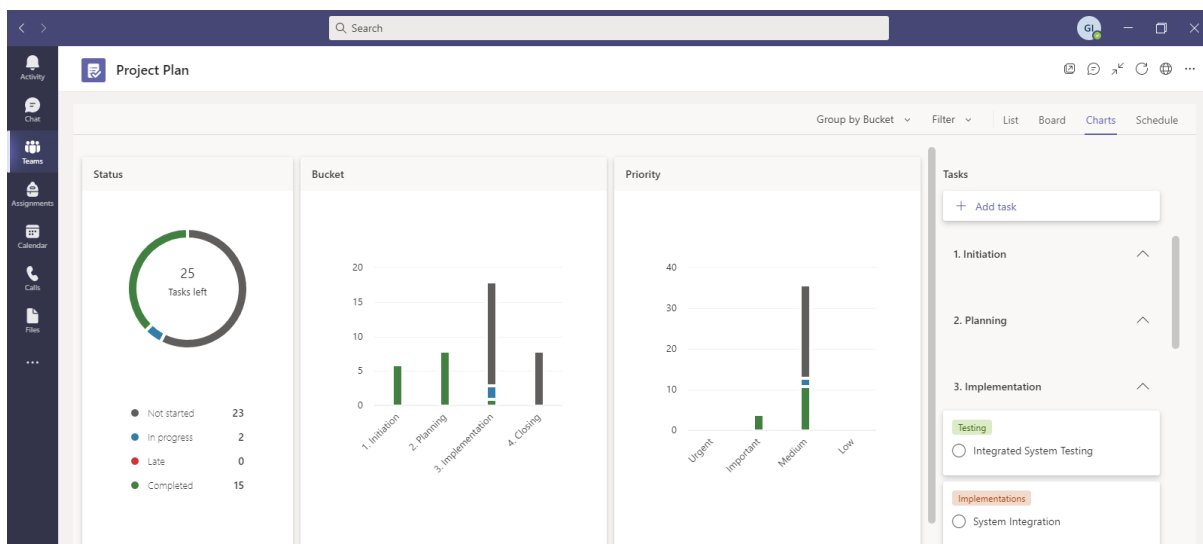 Search
GL
Activity
Chat
Teams
Assignments
Calendar
Calls
Files
Project Plan
Group by Bucket
Filter
List
Board
Charts
Schedule
Status
25
Tasks left
Not started 23
In progress 2
Late 0
Completed 15
Bucket
20
15
10
5
0
1. Initiation
2. Planning
3. Implementation
4. Closing
Priority
40
30
20
10
0
Urgent
Important
Medium
Low
Tasks
+ Add task
1. Initiation
2. Planning
3. Implementation
Testing
Integrated System Testing
Implementations
System Integration